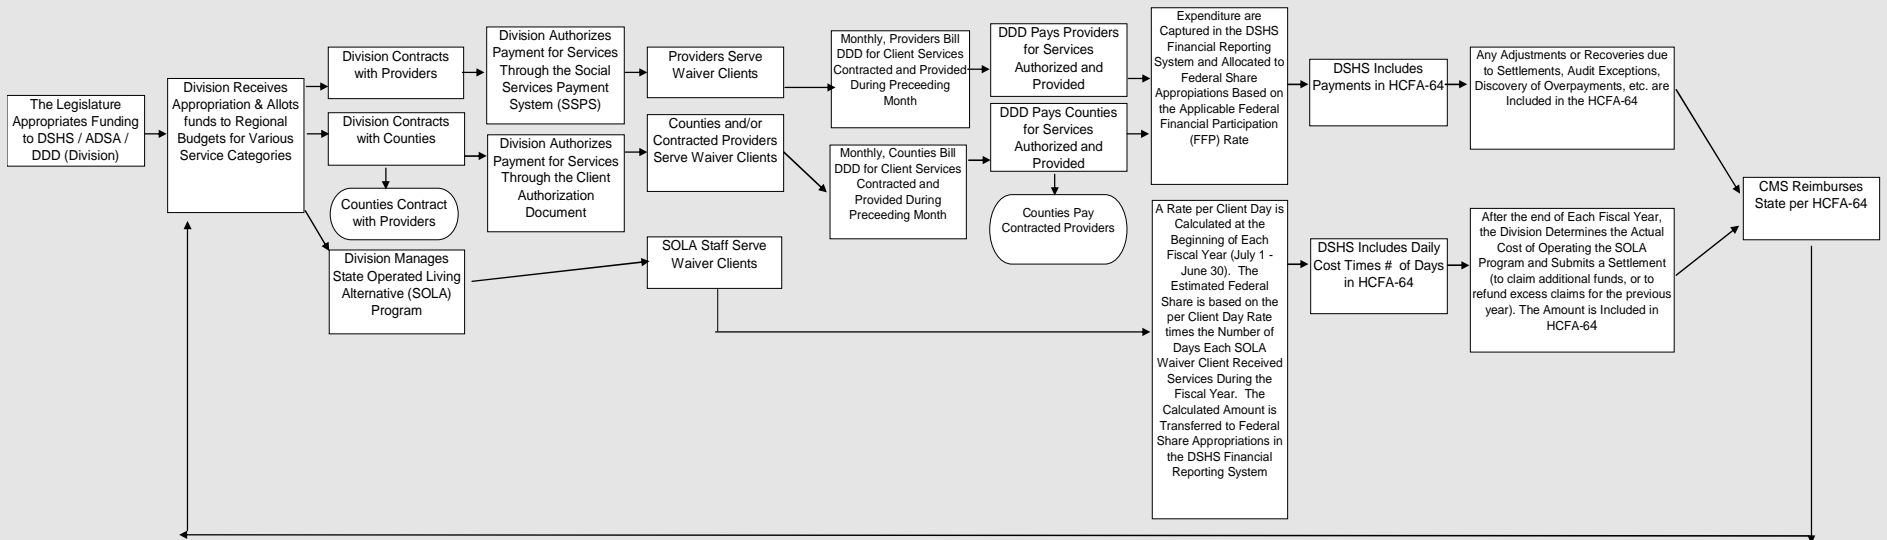 The Legislature
Appropriates Funding
to DSHS / ADSA /
DDD (Division)
Division Receives
Appropriation & Allots
funds to Regional
Budgets for Various
Service Categories
Division Contracts
with Providers
Division Contracts
with Counties
Counties Contract
with Providers
Division Manages
State Operated Living
Alternative (SOLA)
Program
Division Authorizes
Payment for Services
Through the Social
Services Payment
System (SSPS)
Division Authorizes
Payment for Services
Through the Client
Authorization
Document
Providers Serve
Waiver Clients
Counties and/or
Contracted Providers
Serve Waiver Clients
SOLA Staff Serve
Waiver Clients
Monthly, Providers Bill
DDD for Client Services
Contracted and Provided
During Preceeding
Month
Monthly, Counties Bill
DDD for Client Services
Contracted and
Provided During
Preceeding Month
DDD Pays Providers
for Services
Authorized and
Provided
DDD Pays Counties
for Services
Authorized and
Provided
Counties Pay
Contracted Providers
Expenditure are
Captured in the DSHS
Financial Reporting
System and Allocated to
Federal Share
Appropiations Based on
the Applicable Federal
Financial Participation
(FFP) Rate
A Rate per Client Day is
Calculated at the
Beginning of Each
Fiscal Year (July 1 -
June 30). The
Estimated Federal
Share is based on the
per Client Day Rate
times the Number of
Days Each SOLA
Waiver Client Received
Services During the
Fiscal Year. The
Calculated Amount is
Transferred to Federal
Share Appropriations in
the DSHS Financial
Reporting System
DSHS Includes
Payments in HCFA-64
DSHS Includes Daily
Cost Times # of Days
in HCFA-64
Any Adjustments or Recoveries due
to Settlements, Audit Exceptions,
Discovery of Overpayments, etc. are
Included in the HCFA-64
After the end of Each Fiscal Year,
the Division Determines the Actual
Cost of Operating the SOLA
Program and Submits a Settlement
(to claim additional funds, or to
refund excess claims for the previous
year). The Amount is Included in
HCFA-64
CMS Reimburses
State per HCFA-64